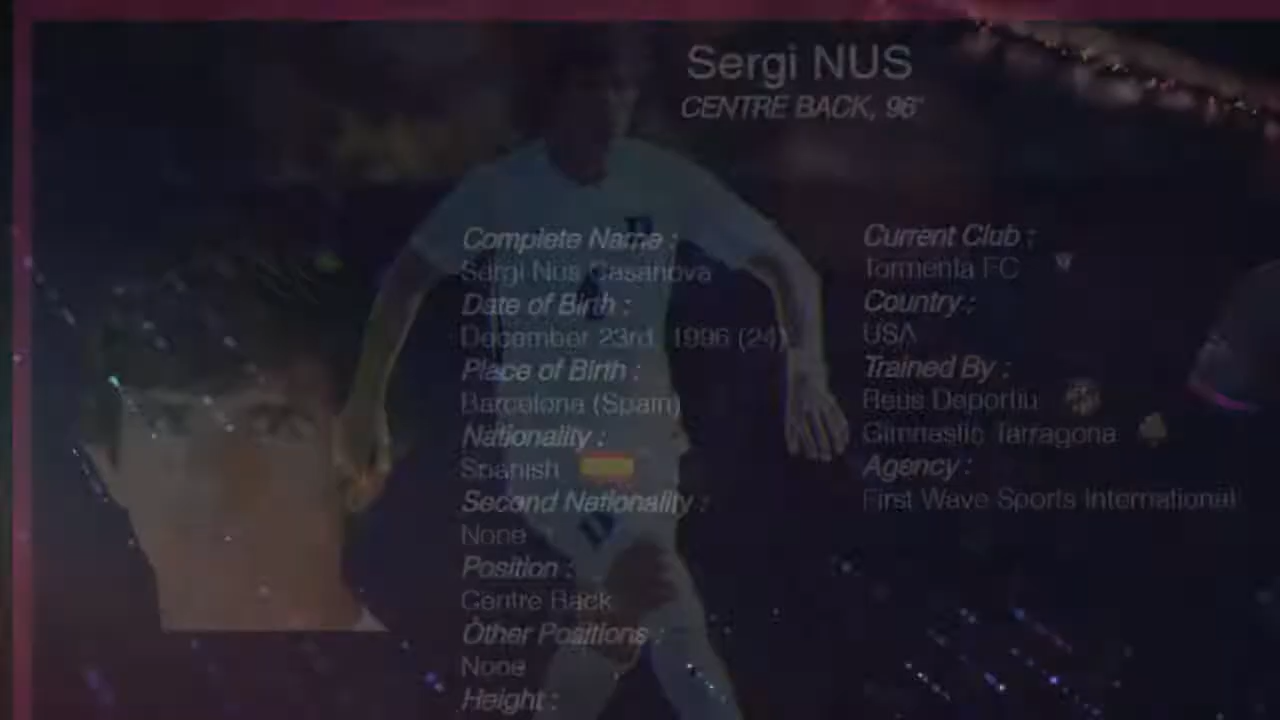 Sergi NUS
CENTRE BACK, 96'
Complete Name :
Sergi Nus Casanova
Date of Birth :
December 23rd, 1996 (24)
Place of Birth :
Barcelona (Spain)
Nationality :
Spanish
Second Nationality :
None
Position :
Centre Back
Other Positions :
None
Height :
Current Club :
Tormenta FC
Country :
USA
Trained By :
Reus Deportiu
Gimnastic Tarragona
Agency :
First Wave Sports International